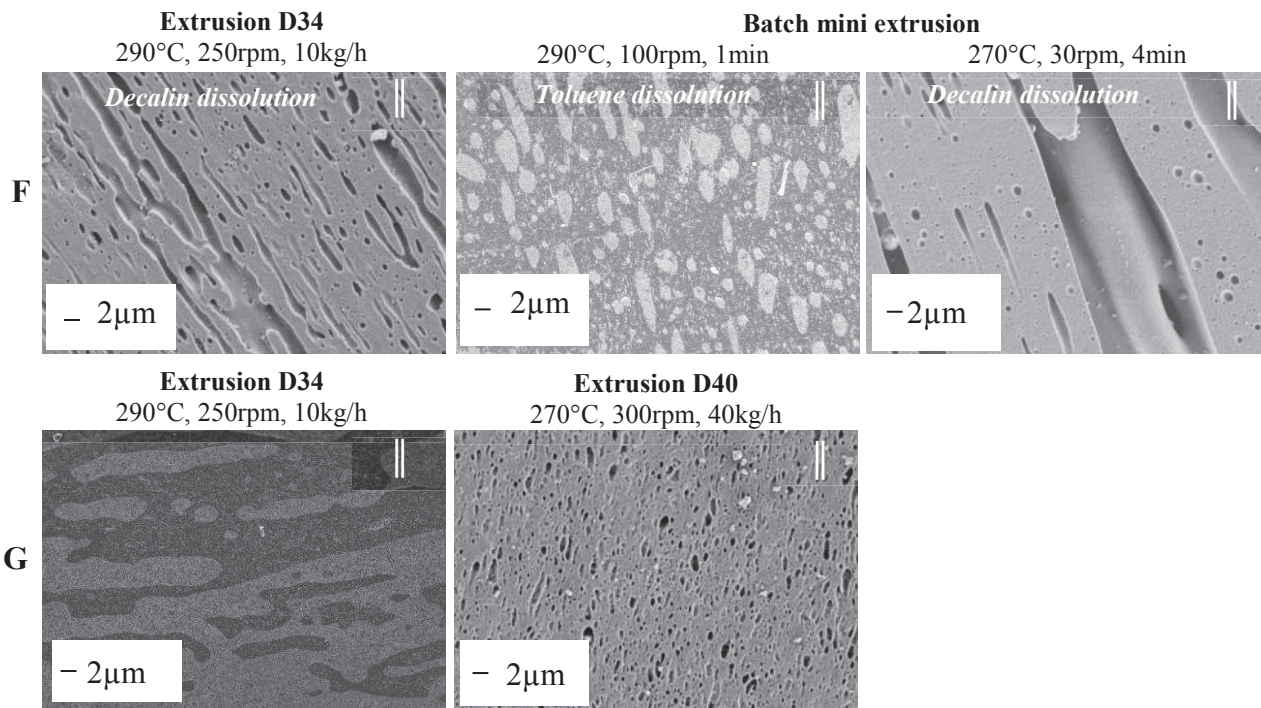 Extrusion D34
290°C, 250rpm, 10kg/h
Batch mini extrusion
290°C, 100rpm, 1min
270°C, 30rpm, 4min
F
Decalin dissolution
Toluene dissolution
Decalin dissolution
2µm
2µm
2µm
Extrusion D34
290°C, 250rpm, 10kg/h
Extrusion D40
270°C, 300rpm, 40kg/h
G
2µm
2µm